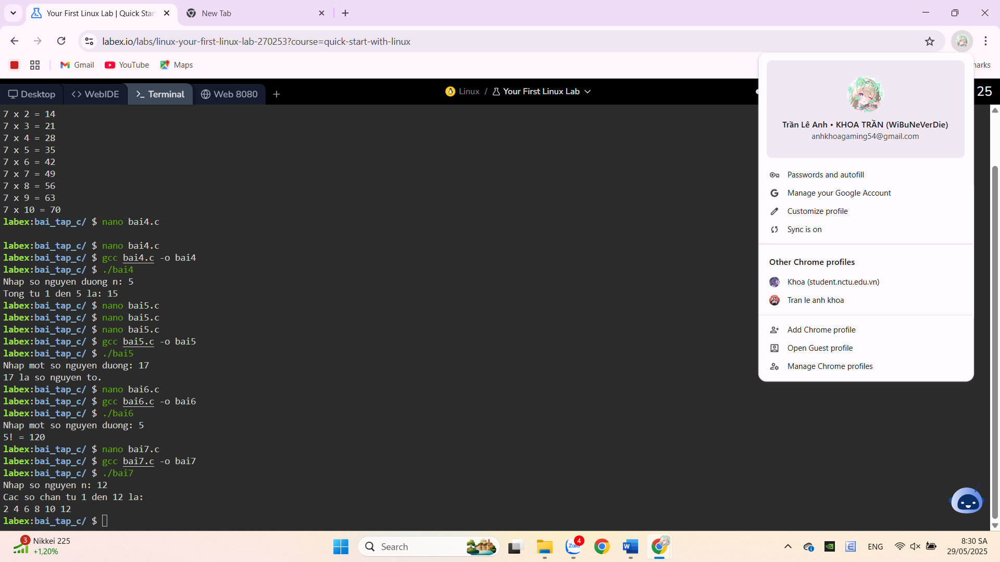 Your First Linux Lab | Quick Star
New Tab
labex.io/labs/linux-your-first-linux-lab-270253?course=quick-start-with-linux
Gmail
YouTube
Maps
marks
Desktop
WebIDE
Terminal
Web 8080
Linux / Your First Linux Lab
25
7 x 2 = 14
7 x 3 = 21
7 x 4 = 28
7 x 5 = 35
7 x 6 = 42
7 x 7 = 49
7 x 8 = 56
7 x 9 = 63
7 x 10 = 70
labex:bai_tap_c/ $ nano bai4.c
labex:bai_tap_c/ $ nano bai4.c
labex:bai_tap_c/ $ gcc bai4.c -o bai4
labex:bai_tap_c/ $ ./bai4
Nhap so nguyen duong n: 5
Tong tu 1 den 5 la: 15
labex:bai_tap_c/ $ nano bai5.c
labex:bai_tap_c/ $ nano bai5.c
labex:bai_tap_c/ $ nano bai5.c
labex:bai_tap_c/ $ gcc bai5.c -o bai5
labex:bai_tap_c/ $ ./bai5
Nhap mot so nguyen duong: 17
17 la so nguyen to.
labex:bai_tap_c/ $ nano bai6.c
labex:bai_tap_c/ $ gcc bai6.c -o bai6
labex:bai_tap_c/ $ ./bai6
Nhap mot so nguyen duong: 5
5! = 120
labex:bai_tap_c/ $ nano bai7.c
labex:bai_tap_c/ $ gcc bai7.c -o bai7
labex:bai_tap_c/ $ ./bai7
Nhap so nguyen n: 12
Cac so chan tu 1 den 12 la:
2 4 6 8 10 12
labex:bai_tap_c/ $
Trần Lê Anh • KHOA TRẦN (WiBuNeVerDie)
anhkhoagaming54@gmail.com
Passwords and autofill
Manage your Google Account
Customize profile
Sync is on
Other Chrome profiles
Khoa (student.nctu.edu.vn)
Tran le anh khoa
Add Chrome profile
Open Guest profile
Manage Chrome profiles
3
Nikkei 225
+1,20%
Search
Zalo
4
W
ENG
8:30 SA
29/05/2025